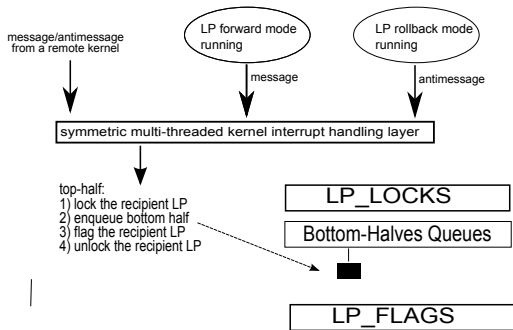 message/antimessage
from a remote kernel
LP forward mode
running
LP rollback mode
running
message
antimessage
symmetric multi-threaded kernel interrupt handling layer
top-half:
1) lock the recipient LP
2) enqueue bottom half
3) flag the recipient LP
4) unlock the recipient LP
LP_LOCKS
Bottom-Halves Queues
LP_FLAGS